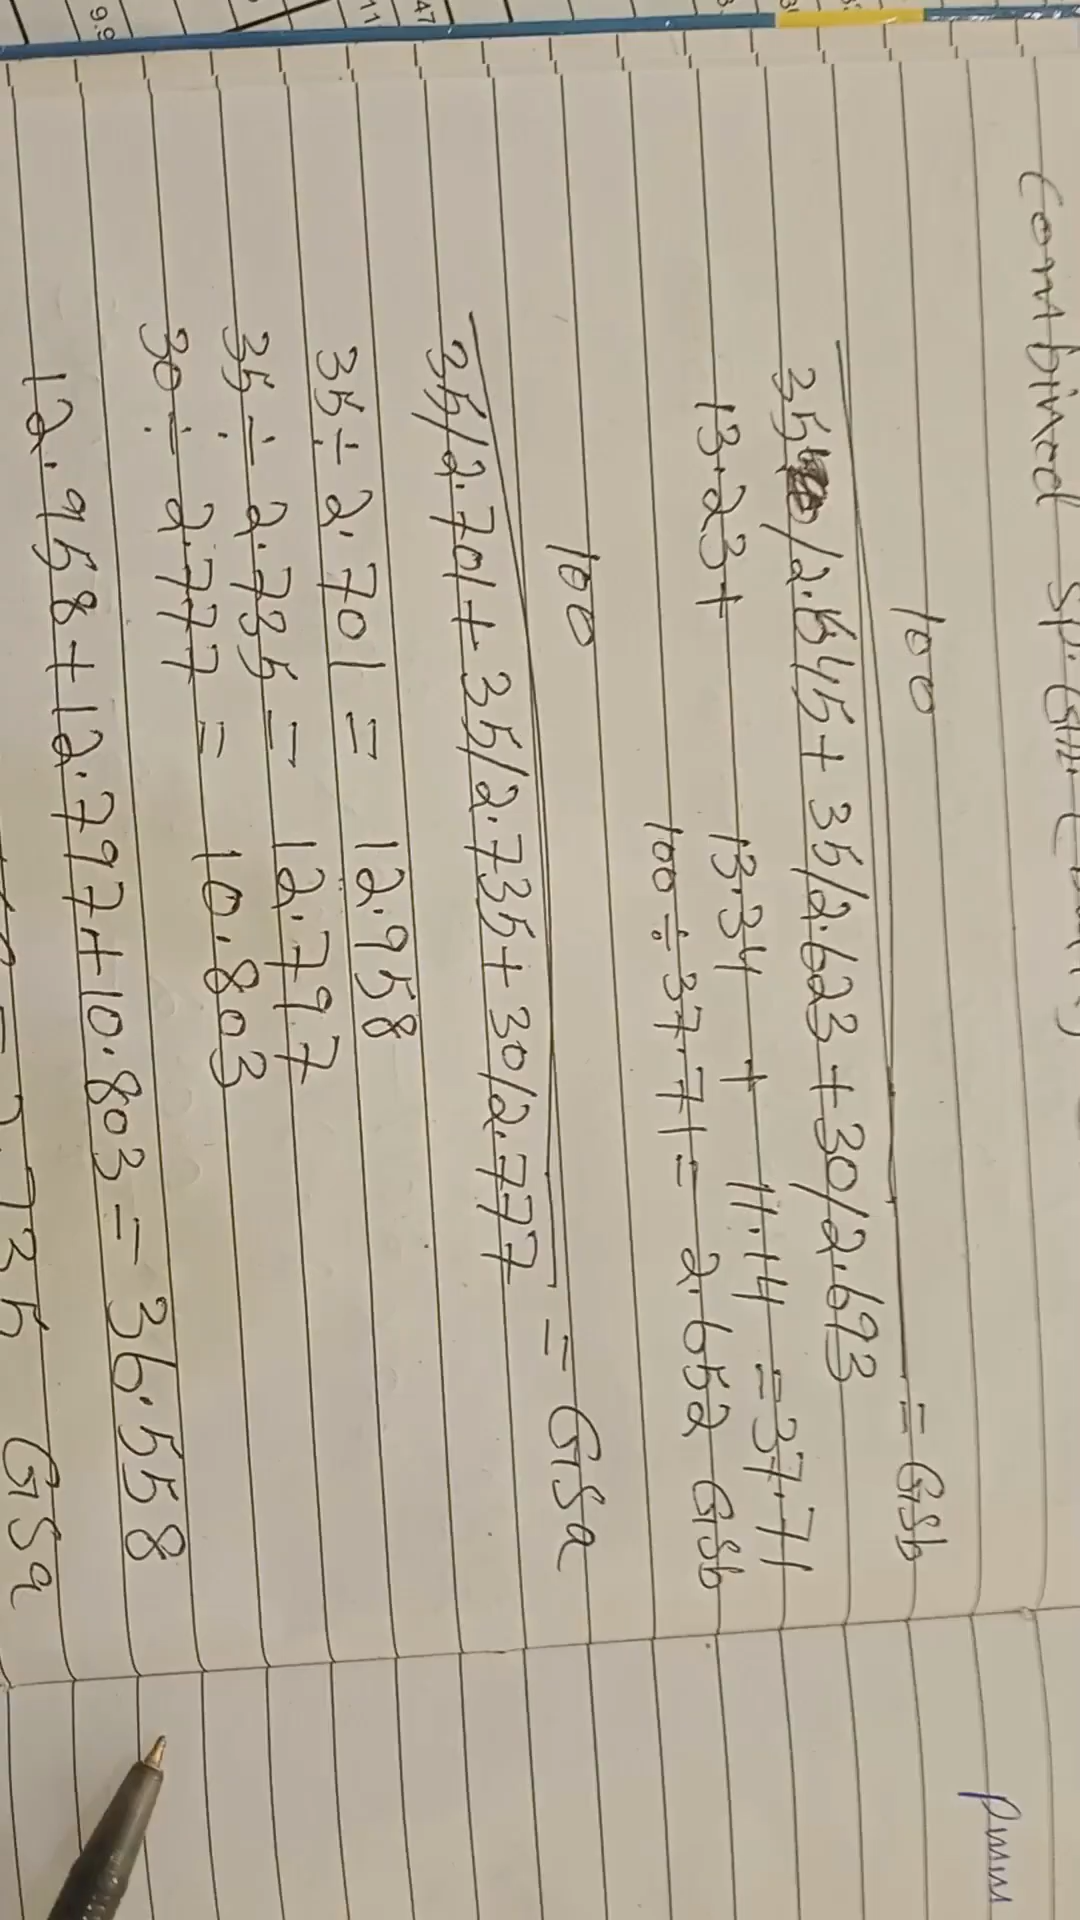 Combined sp. Gr.
100
35/2.645 + 35/2.623 + 30/2.693 = GSb
13.23 + 13.34 + 11.14 = 37.71
100 ÷ 37.71 = 2.652 GSb
100
35/2.701 + 35/2.735 + 30/2.777 = GSa
35 ÷ 2.701 = 12.958
35 ÷ 2.735 = 12.797
30 ÷ 2.777 = 10.803
12.958 + 12.797 + 10.803 = 36.558
2.735 GSa